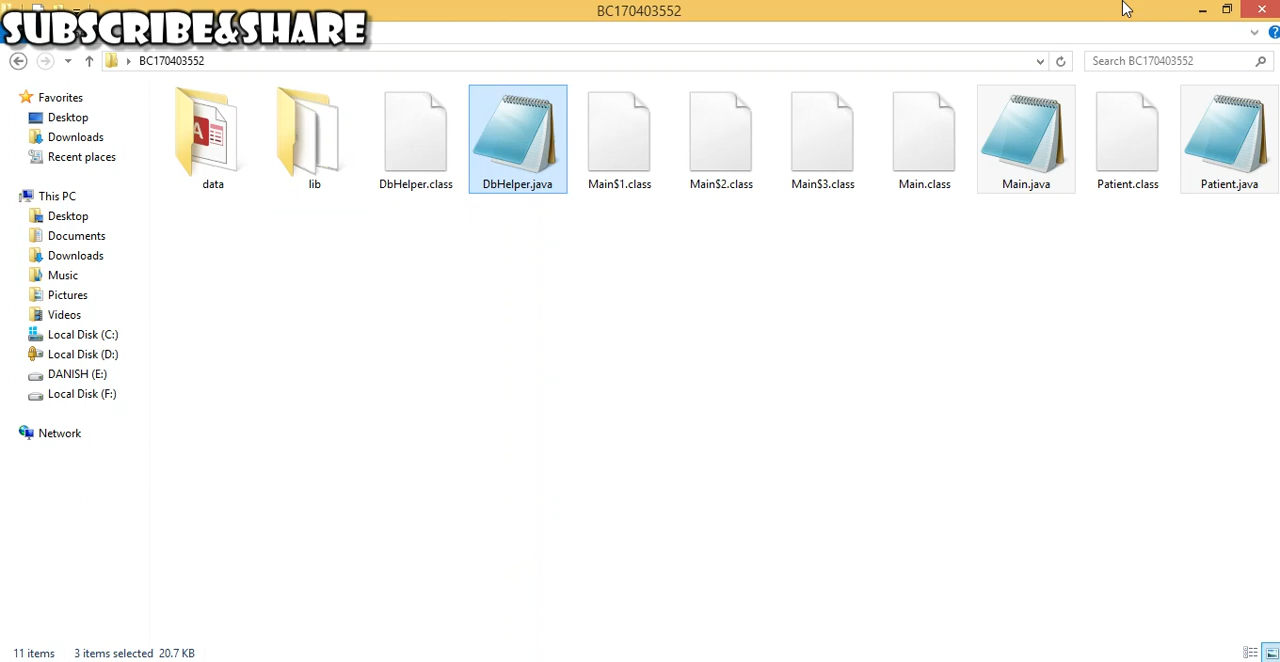 BC170403552
SUBSCRIBE&SHARE
BC170403552
Search BC170403552
Favorites
Desktop
Downloads
Recent places
This PC
Desktop
Documents
Downloads
Music
Pictures
Videos
Local Disk (C:)
Local Disk (D:)
DANISH (E:)
Local Disk (F:)
Network
data
lib
DbHelper.class
DbHelper.java
Main$1.class
Main$2.class
Main$3.class
Main.class
Main.java
Patient.class
Patient.java
11 items 3 items selected 20.7 KB